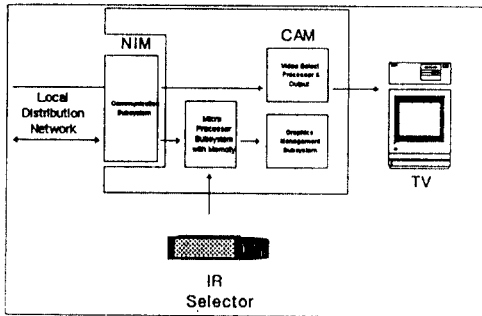 NIM
CAM
Local
Distribution
Network
Communication
Subsystem
Micro
Processor
Subsystem
with Memory
Video Select
Processor &
Output
Graphics
Management
Subsystem
TV
IR
Selector